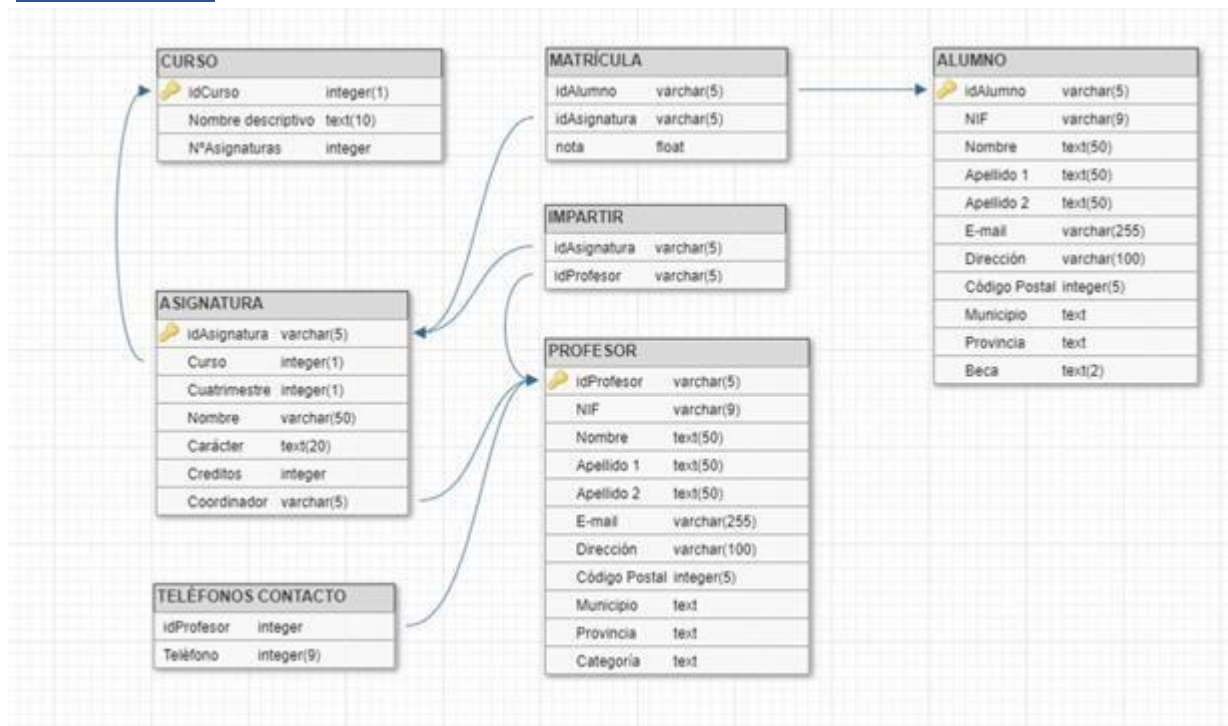 CURSO
idCurso integer(1)
Nombre descriptivo text(10)
NºAsignaturas integer
MATRÍCULA
idAlumno varchar(5)
idAsignatura varchar(5)
nota float
ALUMNO
idAlumno varchar(5)
NIF varchar(9)
Nombre text(50)
Apellido 1 text(50)
Apellido 2 text(50)
E-mail varchar(255)
Dirección varchar(100)
Código Postal integer(5)
Municipio text
Provincia text
Beca text(2)
IMPARTIR
idAsignatura varchar(5)
idProfesor varchar(5)
ASIGNATURA
idAsignatura varchar(5)
Curso integer(1)
Cuatrimestre integer(1)
Nombre varchar(50)
Carácter text(20)
Creditos integer
Coordinador varchar(5)
PROFESOR
idProfesor varchar(5)
NIF varchar(9)
Nombre text(50)
Apellido 1 text(50)
Apellido 2 text(50)
E-mail varchar(255)
Dirección varchar(100)
Código Postal integer(5)
Municipio text
Provincia text
Categoría text
TELÉFONOS CONTACTO
idProfesor integer
Teléfono integer(9)